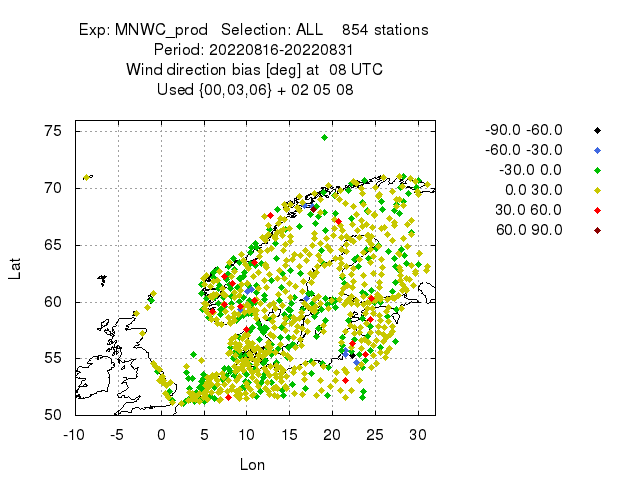 Exp: MNWC_prod   Selection: ALL    854 stations
Period: 20220816-20220831
Wind direction bias [deg] at  08 UTC
Used {00,03,06} + 02 05 08
-90.0 -60.0
-60.0 -30.0
-30.0 0.0
0.0 30.0
30.0 60.0
60.0 90.0
75
70
65
60
55
50
Lat
-10 -5 0 5 10 15 20 25 30
Lon